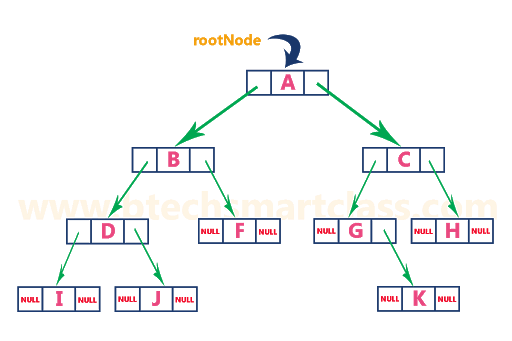 rootNode
A
B C
www.btechsmartclass.com
D NULL F NULL NULL G NULL H NULL
NULL I NULL NULL J NULL NULL K NULL